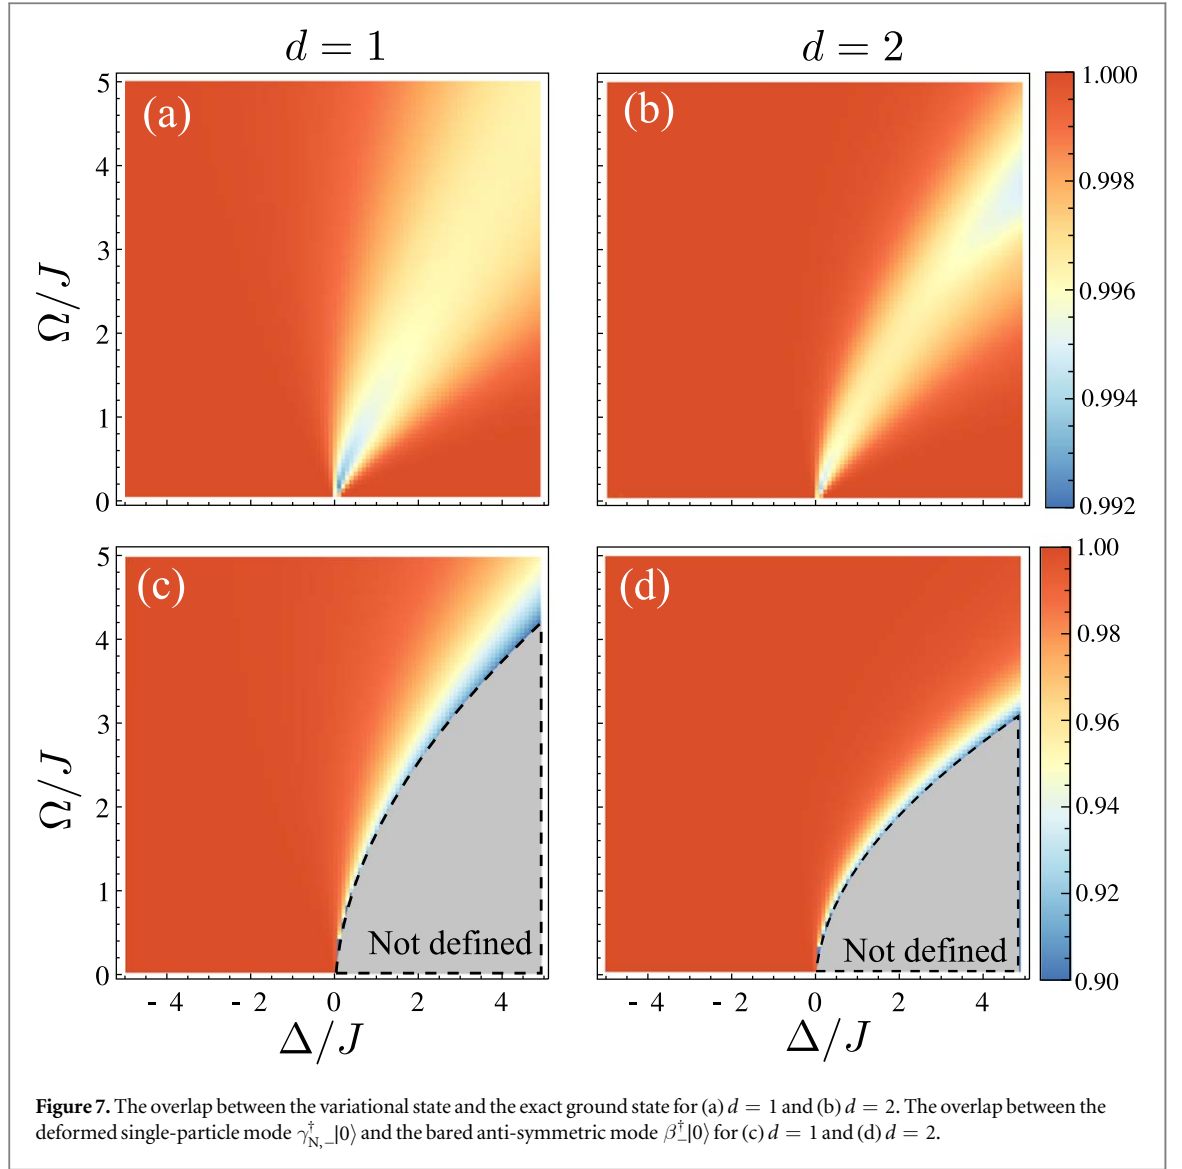 d = 1
d = 2
(a)
(b)
5
4
3
2
1
0
Ω/J
1.000
0.998
0.996
0.994
0.992
(c)
(d)
5
4
3
2
1
0
Ω/J
Not defined
Not defined
1.00
0.98
0.96
0.94
0.92
0.90
- 4 - 2 0 2 4
- 4 - 2 0 2 4
Δ/J
Δ/J
Figure 7. The overlap between the variational state and the exact ground state for (a) d = 1 and (b) d = 2. The overlap between the
deformed single-particle mode γ†N,−|0⟩ and the bared anti-symmetric mode β†−|0⟩ for (c) d = 1 and (d) d = 2.